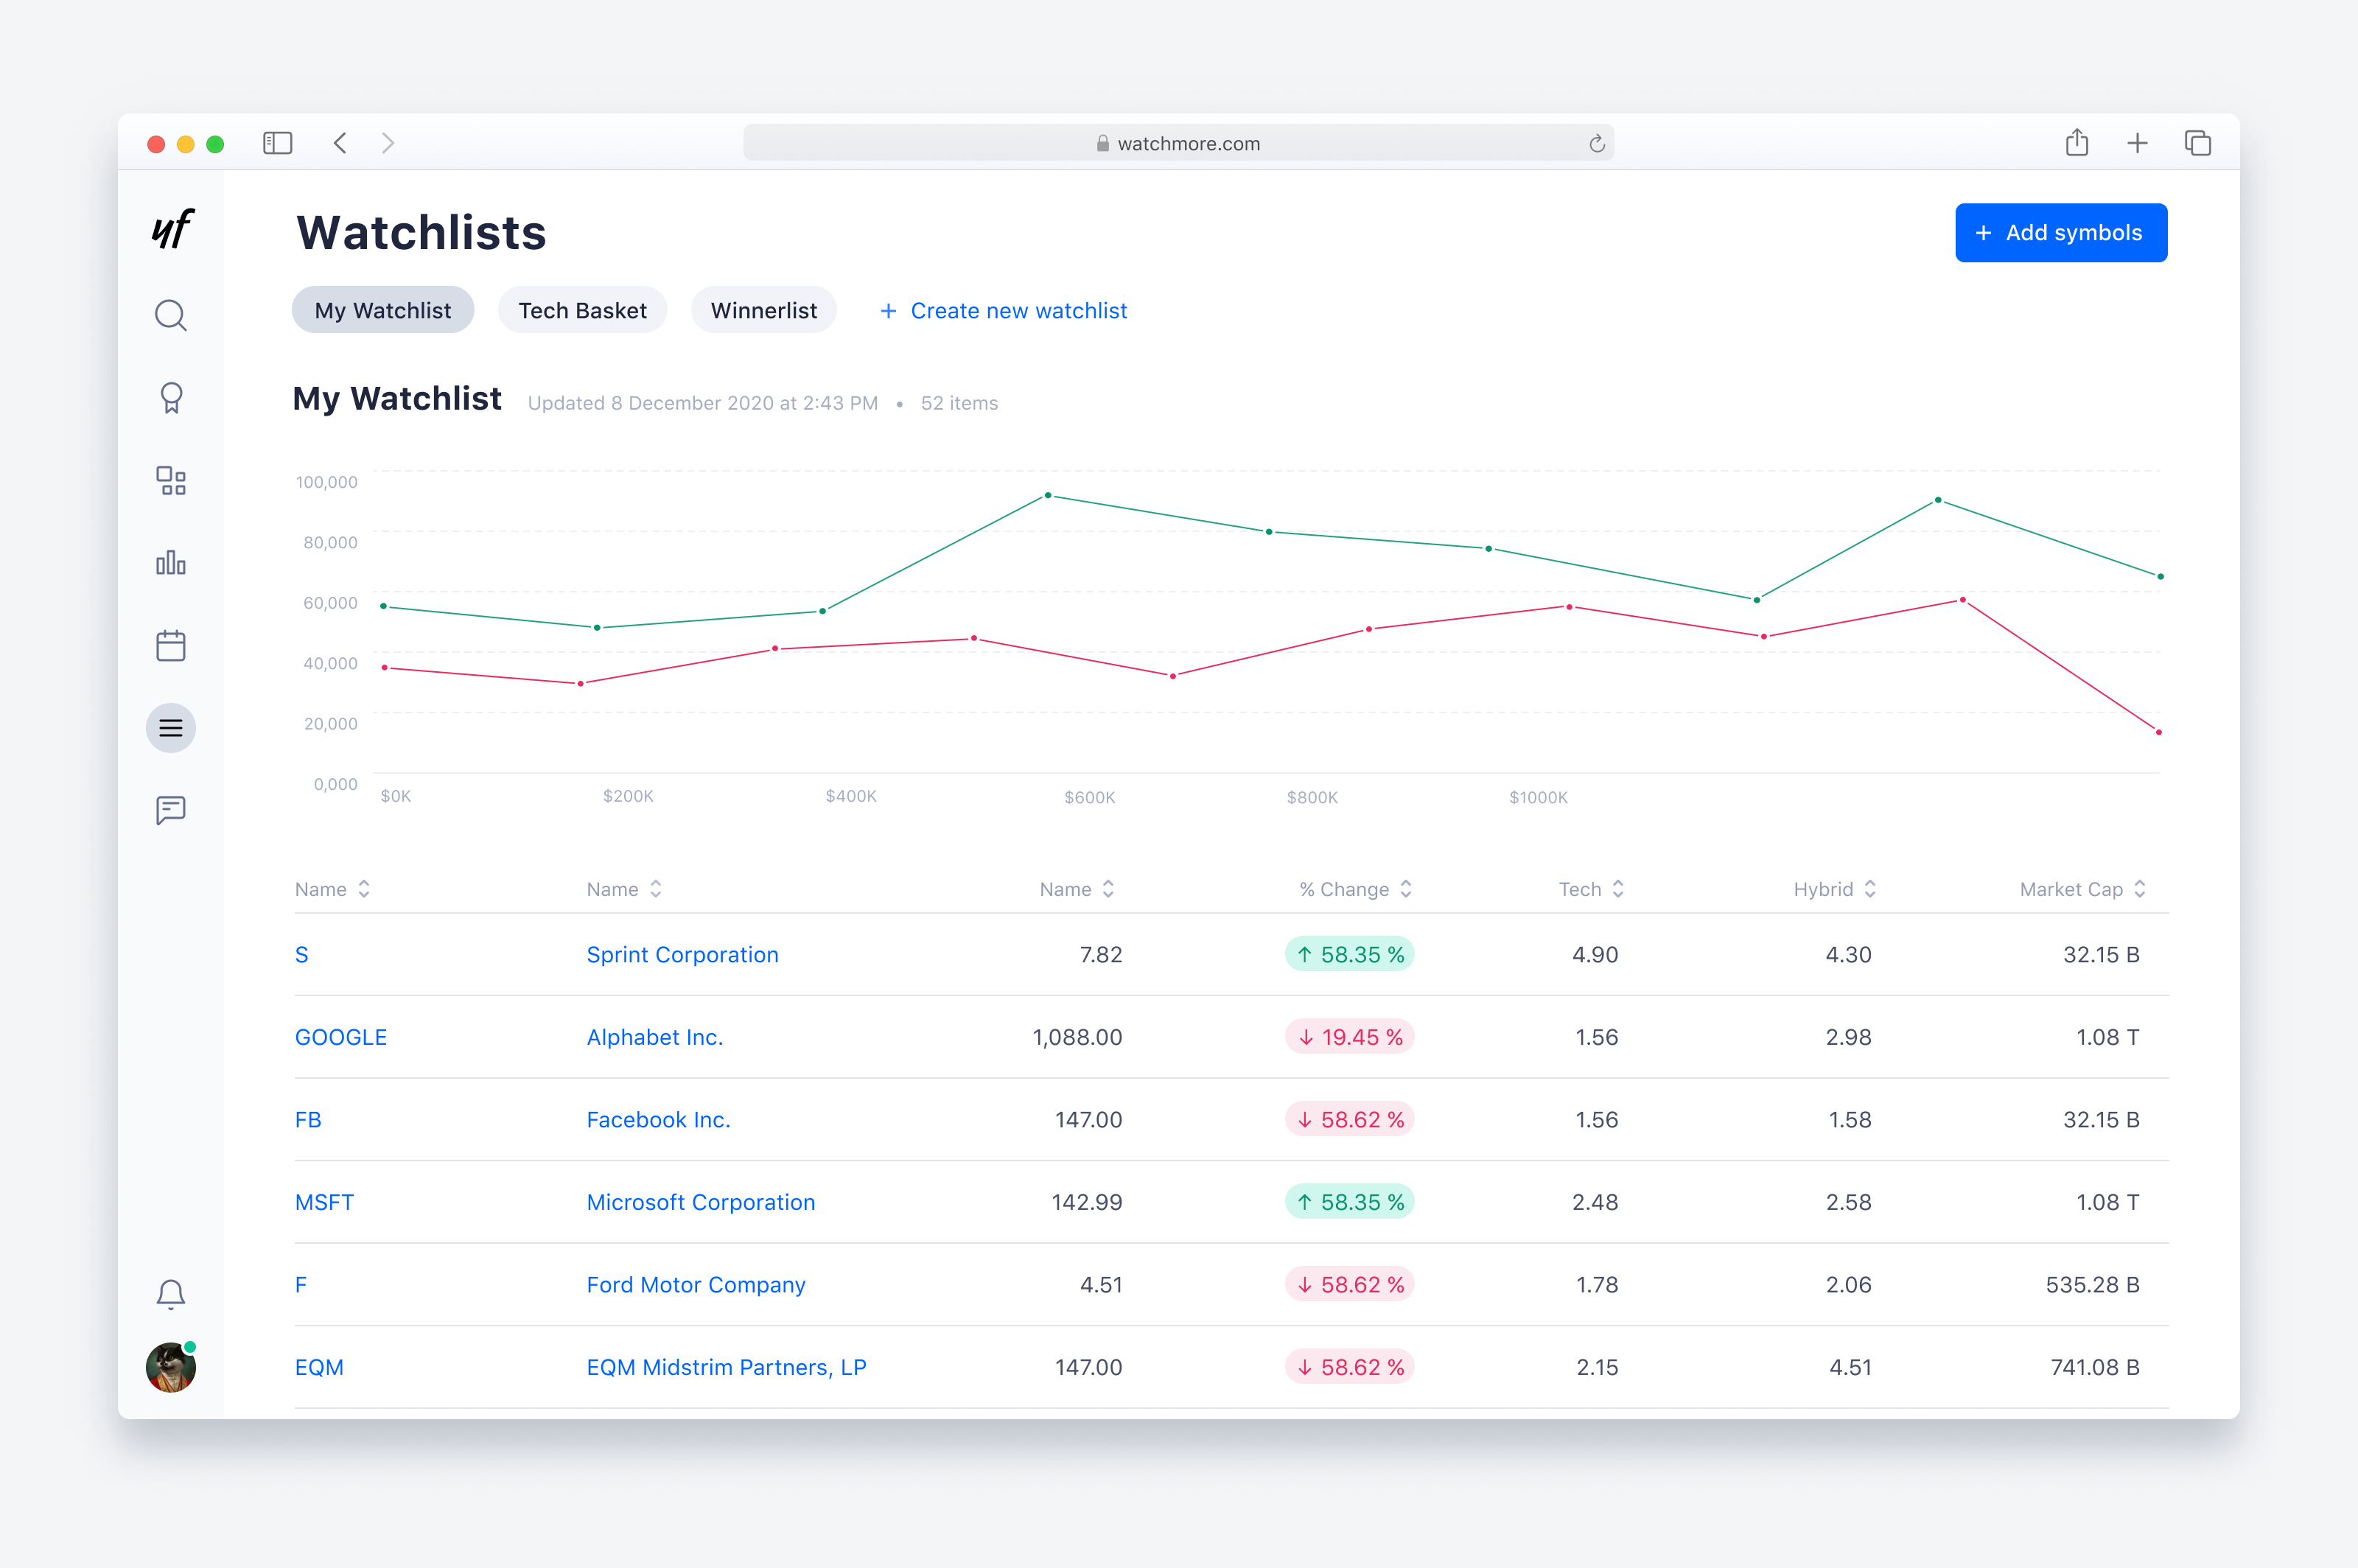 watchmore.com
Watchlists
+ Add symbols
My Watchlist Tech Basket Winnerlist + Create new watchlist
My Watchlist Updated 8 December 2020 at 2:43 PM • 52 items
100,000
80,000
60,000
40,000
20,000
0,000
$0K $200K $400K $600K $800K $1000K
Name Name Name % Change Tech Hybrid Market Cap
S Sprint Corporation 7.82 ↑ 58.35 % 4.90 4.30 32.15 B
GOOGLE Alphabet Inc. 1,088.00 ↓ 19.45 % 1.56 2.98 1.08 T
FB Facebook Inc. 147.00 ↓ 58.62 % 1.56 1.58 32.15 B
MSFT Microsoft Corporation 142.99 ↑ 58.35 % 2.48 2.58 1.08 T
F Ford Motor Company 4.51 ↓ 58.62 % 1.78 2.06 535.28 B
EQM EQM Midstrim Partners, LP 147.00 ↓ 58.62 % 2.15 4.51 741.08 B